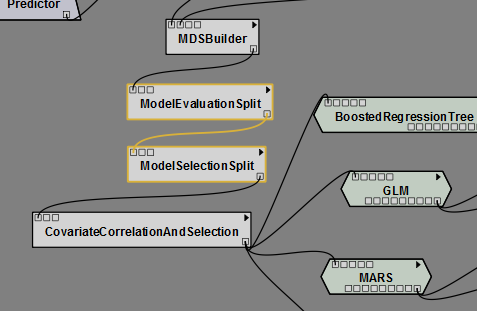 Predictor
MDSBuilder
ModelEvaluationSplit
BoostedRegressionTree
ModelSelectionSplit
GLM
CovariateCorrelationAndSelection
MARS